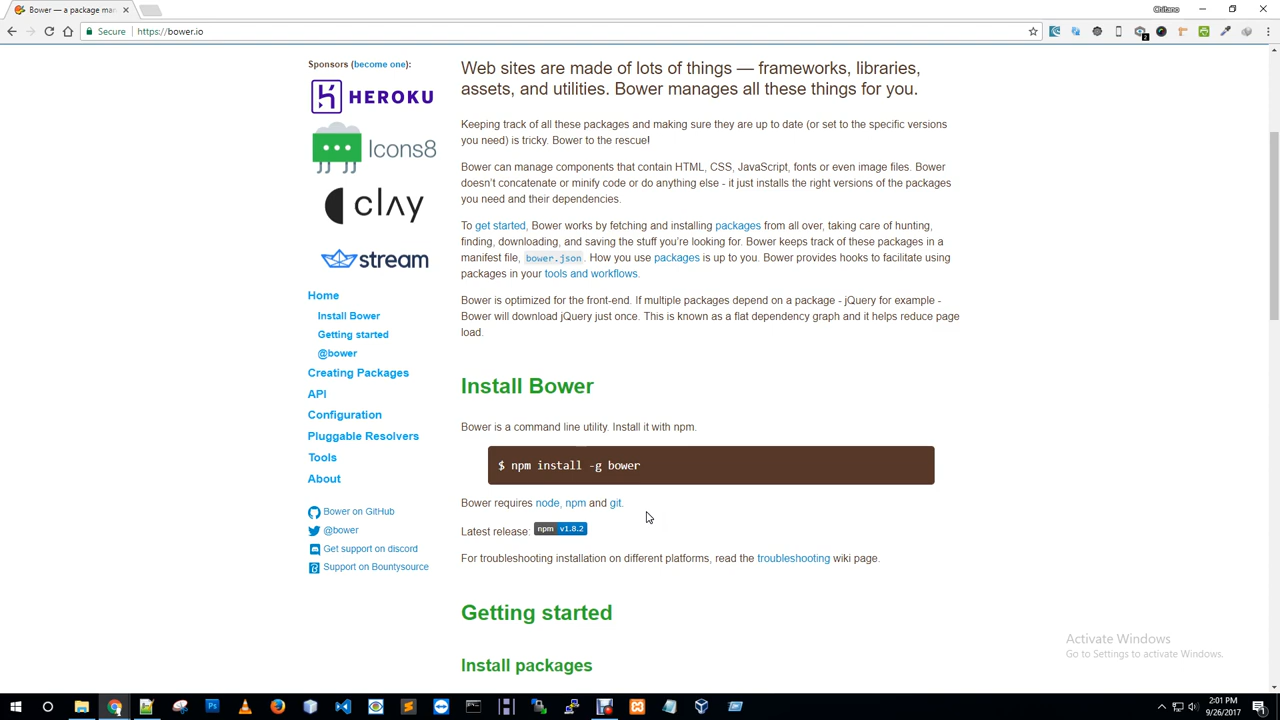 Bower — a package man
Chitano
Secure
https://bower.io
2
Sponsors (become one):
HEROKU
Icons8
clay
stream
Home
Install Bower
Getting started
@bower
Creating Packages
API
Configuration
Pluggable Resolvers
Tools
About
Bower on GitHub
@bower
Get support on discord
Support on Bountysource
Web sites are made of lots of things — frameworks, libraries,
assets, and utilities. Bower manages all these things for you.
Keeping track of all these packages and making sure they are up to date (or set to the specific versions
you need) is tricky. Bower to the rescue!
Bower can manage components that contain HTML, CSS, JavaScript, fonts or even image files. Bower
doesn't concatenate or minify code or do anything else - it just installs the right versions of the packages
you need and their dependencies.
To get started, Bower works by fetching and installing packages from all over, taking care of hunting,
finding, downloading, and saving the stuff you're looking for. Bower keeps track of these packages in a
manifest file, bower.json. How you use packages is up to you. Bower provides hooks to facilitate using
packages in your tools and workflows.
Bower is optimized for the front-end. If multiple packages depend on a package - jQuery for example -
Bower will download jQuery just once. This is known as a flat dependency graph and it helps reduce page
load.
Install Bower
Bower is a command line utility. Install it with npm.
$ npm install -g bower
Bower requires node, npm and git.
Latest release: npm v1.8.2
For troubleshooting installation on different platforms, read the troubleshooting wiki page.
Getting started
Install packages
Activate Windows
Go to Settings to activate Windows.
Ps
2:01 PM
9/26/2017
1